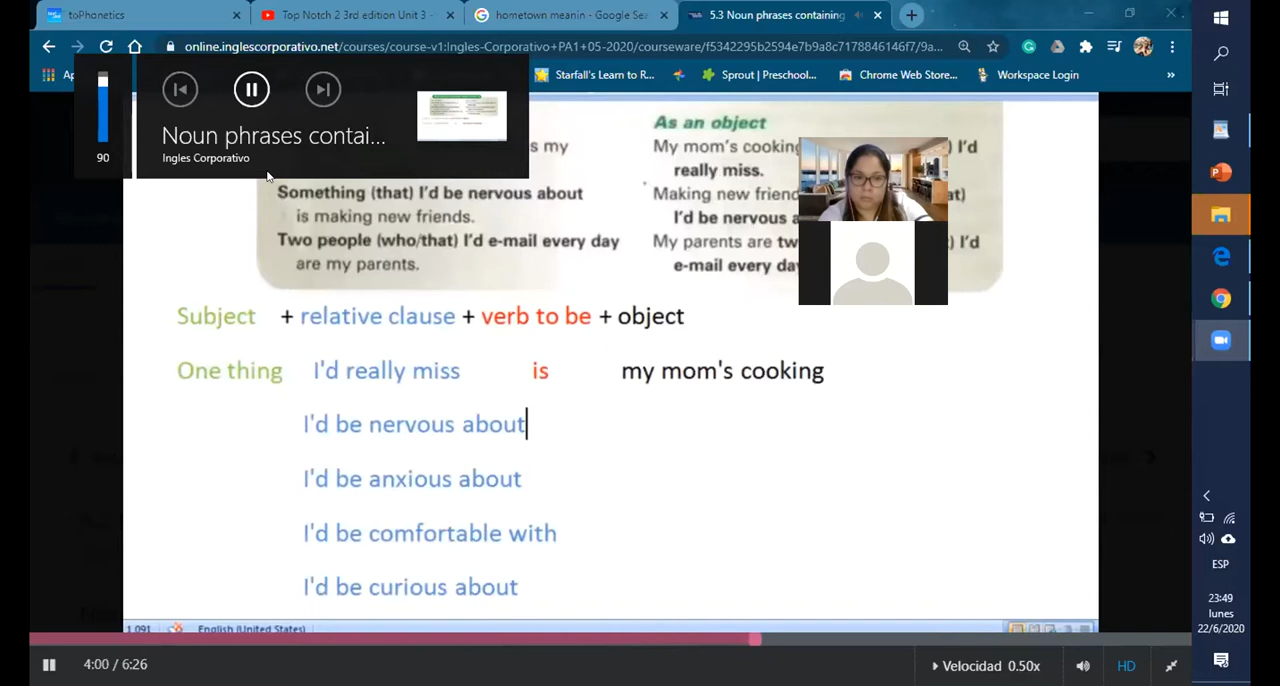 toPhonetics
Top Notch 2 3rd edition Unit 3 -
hometown meanin - Google Sea
5.3 Noun phrases containing
online.inglescorporativo.net/courses/course-v1:Ingles-Corporativo+PA1+05-2020/courseware/f5342295b2594e7b9a8c7178846146f7/9a...
Starfall's Learn to R...
Sprout | Preschool...
Chrome Web Store...
Workspace Login
»
90
Noun phrases contai...
Ingles Corporativo
s my
Something (that) I'd be nervous about
is making new friends.
Two people (who/that) I'd e-mail every day
are my parents.
As an object
My mom's cooking
I'd
really miss.
Making new friend
I'd be nervous a
My parents are tw
I'd
e-mail every day
Subject + relative clause + verb to be + object
One thing I'd really miss is my mom's cooking
I'd be nervous about
I'd be anxious about
I'd be comfortable with
I'd be curious about
English (United States)
4:00 / 6:26
Velocidad 0.50x
HD
ESP
23:49
lunes
22/6/2020